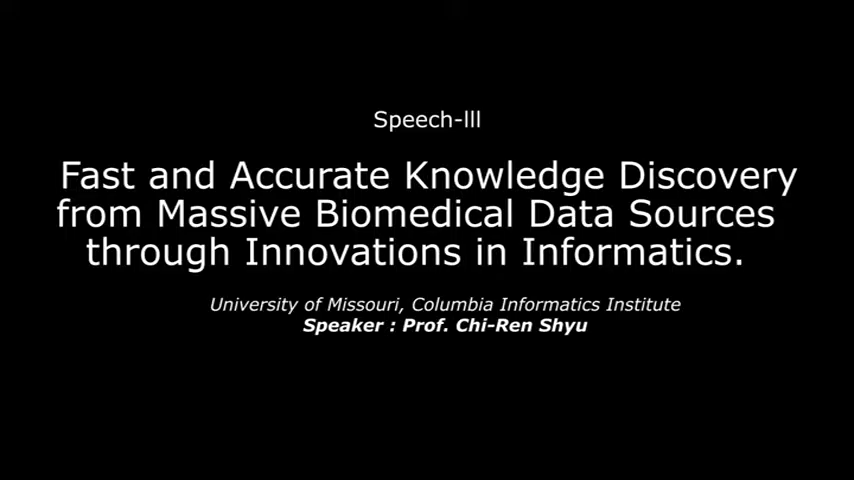 Speech-lll
Fast and Accurate Knowledge Discovery
from Massive Biomedical Data Sources
through Innovations in Informatics.
University of Missouri, Columbia Informatics Institute
Speaker : Prof. Chi-Ren Shyu